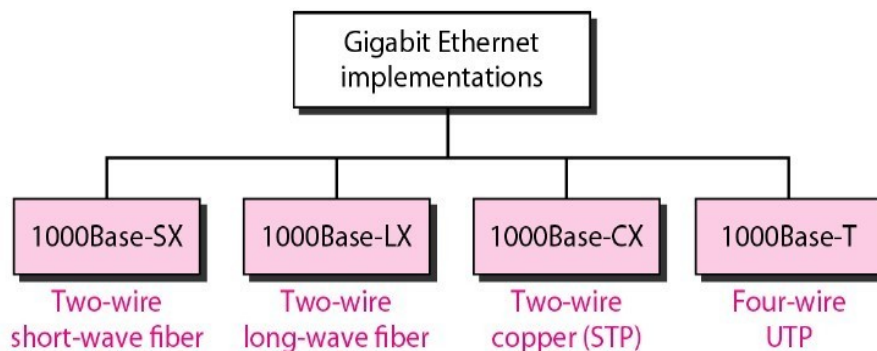 Gigabit Ethernet
implementations
1000Base-SX
1000Base-LX
1000Base-CX
1000Base-T
Two-wire
short-wave fiber
Two-wire
long-wave fiber
Two-wire
copper (STP)
Four-wire
UTP